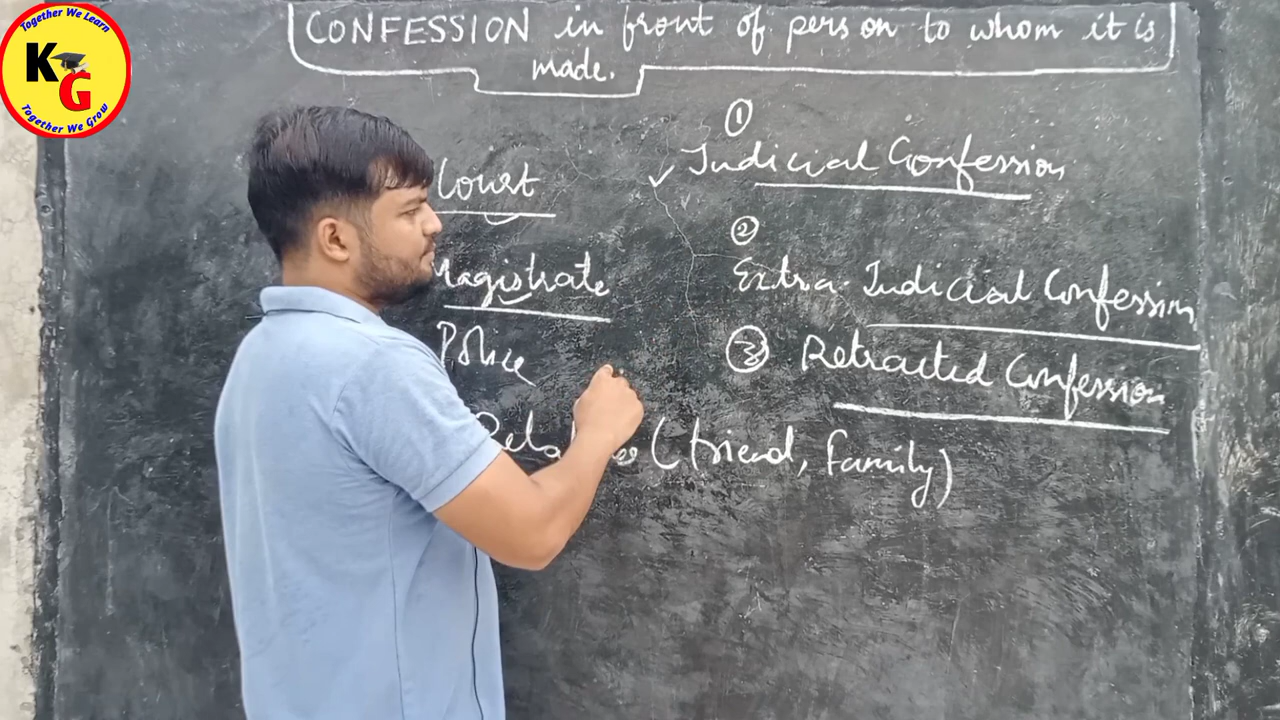 Together We Learn
KG
Together We Grow
CONFESSION in front of person to whom it is
made.
①
Judicial Confession
Court
②
Magistrate
Extra-Judicial Confession
③ Retracted Confession
Police
(friend, family)